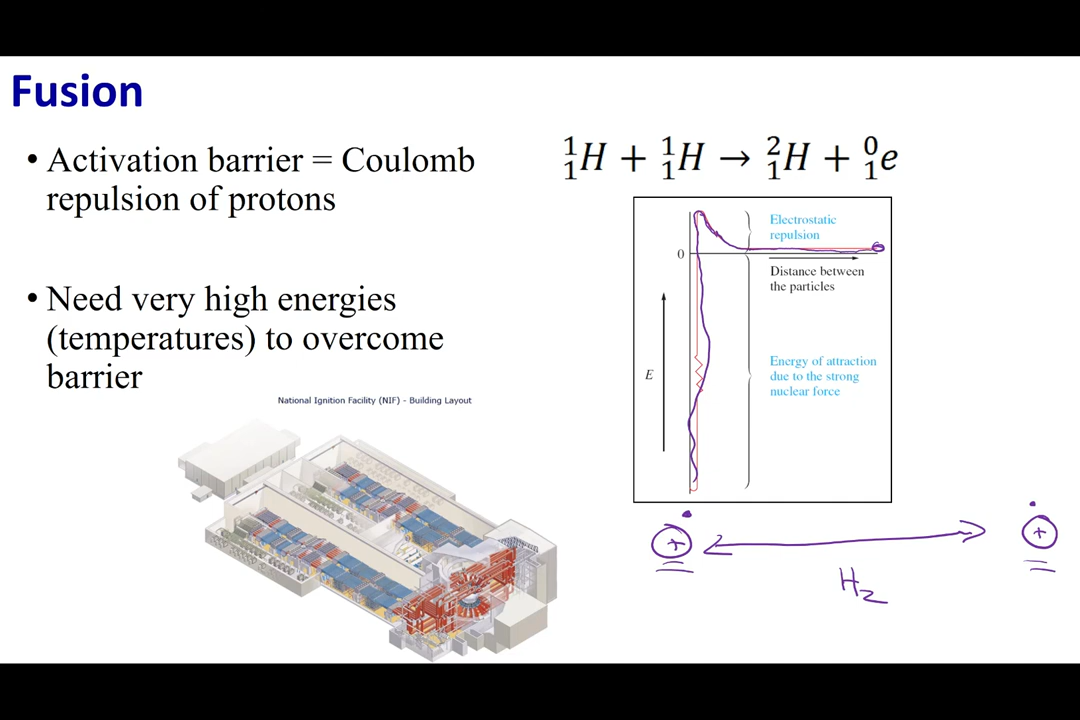 Fusion
• Activation barrier = Coulomb
repulsion of protons
• Need very high energies
(temperatures) to overcome
barrier
National Ignition Facility (NIF) - Building Layout
¹₁H + ¹₁H → ²₁H + ⁰₁e
Electrostatic
repulsion
0
Distance between
the particles
E
Energy of attraction
due to the strong
nuclear force
+
+
H₂